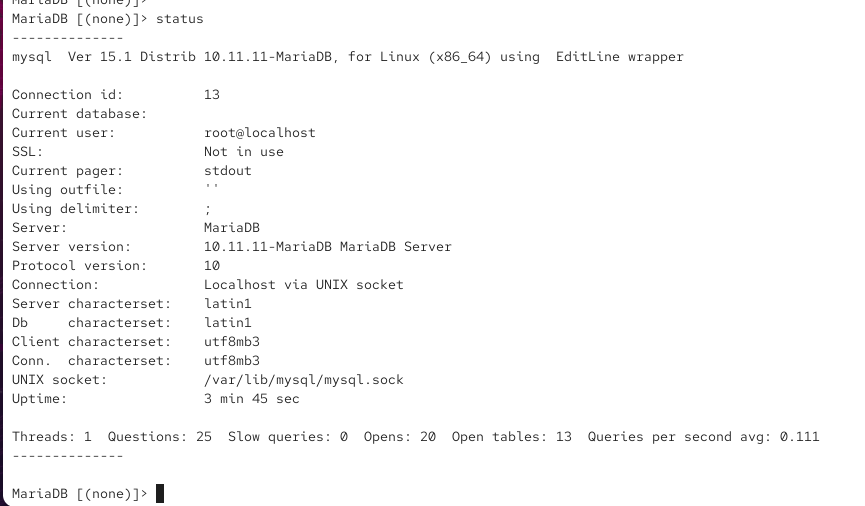 MariaDB [(none)]>
MariaDB [(none)]> status
--------------
mysql  Ver 15.1 Distrib 10.11.11-MariaDB, for Linux (x86_64) using  EditLine wrapper

Connection id:          13
Current database:
Current user:           root@localhost
SSL:                    Not in use
Current pager:          stdout
Using outfile:          ''
Using delimiter:        ;
Server:                 MariaDB
Server version:         10.11.11-MariaDB MariaDB Server
Protocol version:       10
Connection:             Localhost via UNIX socket
Server characterset:    latin1
Db     characterset:    latin1
Client characterset:    utf8mb3
Conn.  characterset:    utf8mb3
UNIX socket:            /var/lib/mysql/mysql.sock
Uptime:                 3 min 45 sec

Threads: 1  Questions: 25  Slow queries: 0  Opens: 20  Open tables: 13  Queries per second avg: 0.111
--------------

MariaDB [(none)]>